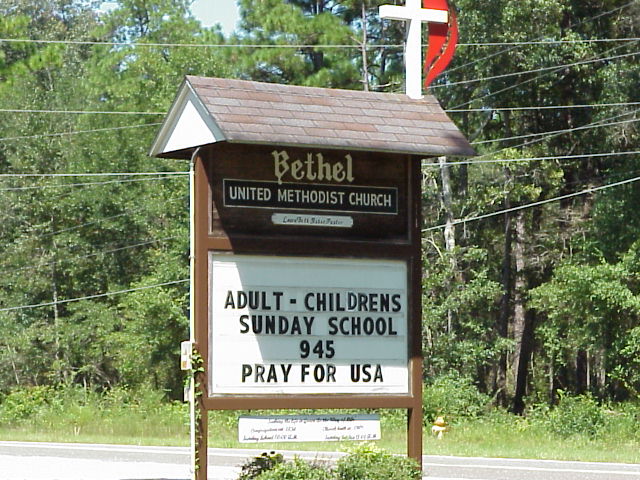 Bethel
UNITED METHODIST CHURCH
ADULT - CHILDRENS
SUNDAY SCHOOL
945
PRAY FOR USA